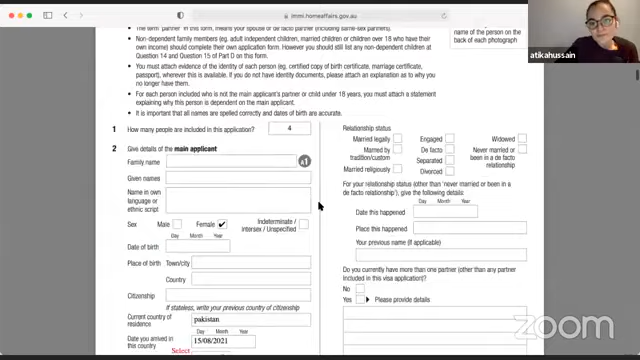 immi.homeaffairs.gov.au
The term 'partner' in this form, means your spouse or de facto partner (including same-sex partner).
Non-dependent family members (eg. adult independent children, married children or children over 18 who have their
own income) should complete their own application form. However you should still list any non-dependent children at
Question 14 and Question 15 of Part D on this form.
• You must attach evidence of the identity of each person (eg. certified copy of birth certificate, marriage certificate,
passport), wherever this is available. If you do not have identity documents, please attach an explanation as to why you
no longer have them.
• For each person included who is not the main applicant's partner or child under 18 years, you must attach a statement
explaining why this person is dependent on the main applicant.
• It is important that all names are spelled correctly and dates of birth are accurate.
name of the person on
the back of each photograph
atikahussain
1 How many people are included in this application? 4
2 Give details of the main applicant
Family name
A1
Given names
Name in own
language or
ethnic script
Sex Male Female ✔ Indeterminate /
intersex / Unspecified
Day Month Year
Date of birth
Place of birth Town/city
Country
Citizenship
If stateless, write your previous country of citizenship
Current country of
residence pakistan
Day Month Year
Date you arrived in
this country 15/08/2021
Select
Relationship status
Married legally Engaged Widowed
Married by
tradition/custom De facto Never married or
been in a de
facto relationship
Separated
Married religiously Divorced
For your relationship status (other than 'never married or been in a
de facto relationship'), give the following details:
Day Month Year
Date this happened
Place this happened
Your previous name (if applicable)
Do you currently have more than one partner (other than any partner
included in this visa application)?
No
Yes Please provide details
zoom